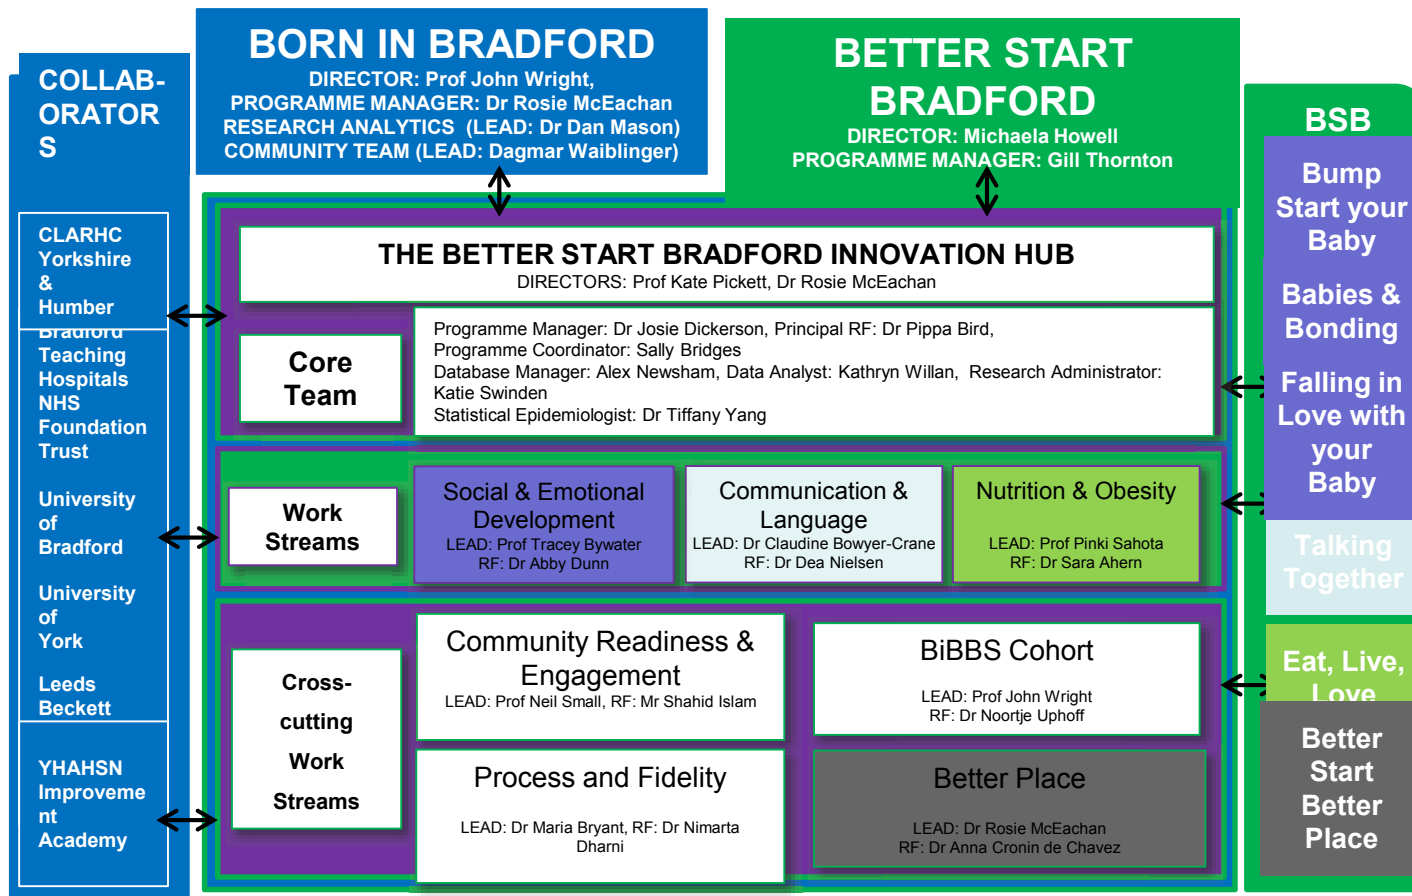 BORN IN BRADFORD
DIRECTOR: Prof John Wright,
PROGRAMME MANAGER: Dr Rosie McEachan
RESEARCH ANALYTICS (LEAD: Dr Dan Mason)
COMMUNITY TEAM (LEAD: Dagmar Waiblinger)
BETTER START
BRADFORD
DIRECTOR: Michaela Howell
PROGRAMME MANAGER: Gill Thornton
COLLAB-
ORATOR
S
CLARHC
Yorkshire
&
Humber
Bradford
Teaching
Hospitals
NHS
Foundation
Trust
University
of
Bradford
University
of
York
Leeds
Beckett
YHAHSN
Improveme
nt
Academy
THE BETTER START BRADFORD INNOVATION HUB
DIRECTORS: Prof Kate Pickett, Dr Rosie McEachan
Core
Team
Programme Manager: Dr Josie Dickerson, Principal RF: Dr Pippa Bird,
Programme Coordinator: Sally Bridges
Database Manager: Alex Newsham, Data Analyst: Kathryn Willan, Research Administrator:
Katie Swinden
Statistical Epidemiologist: Dr Tiffany Yang
Work
Streams
Social & Emotional
Development
LEAD: Prof Tracey Bywater
RF: Dr Abby Dunn
Communication &
Language
LEAD: Dr Claudine Bowyer-Crane
RF: Dr Dea Nielsen
Nutrition & Obesity
LEAD: Prof Pinki Sahota
RF: Dr Sara Ahern
Cross-
cutting
Work
Streams
Community Readiness &
Engagement
LEAD: Prof Neil Small, RF: Mr Shahid Islam
BiBBS Cohort
LEAD: Prof John Wright
RF: Dr Noortje Uphoff
Process and Fidelity
LEAD: Dr Maria Bryant, RF: Dr Nimarta
Dharni
Better Place
LEAD: Dr Rosie McEachan
RF: Dr Anna Cronin de Chavez
BSB
Bump
Start your
Baby
Babies &
Bonding
Falling in
Love with
your
Baby
Talking
Together
Eat, Live,
Love
Better
Start
Better
Place